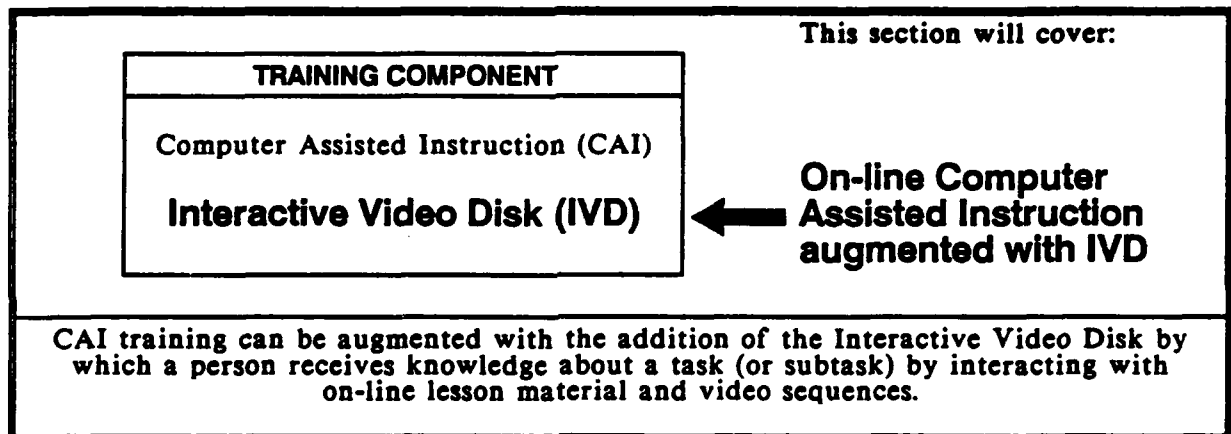 This section will cover:
TRAINING COMPONENT
Computer Assisted Instruction (CAI)
Interactive Video Disk (IVD)
On-line Computer
Assisted Instruction
augmented with IVD
CAI training can be augmented with the addition of the Interactive Video Disk by
which a person receives knowledge about a task (or subtask) by interacting with
on-line lesson material and video sequences.